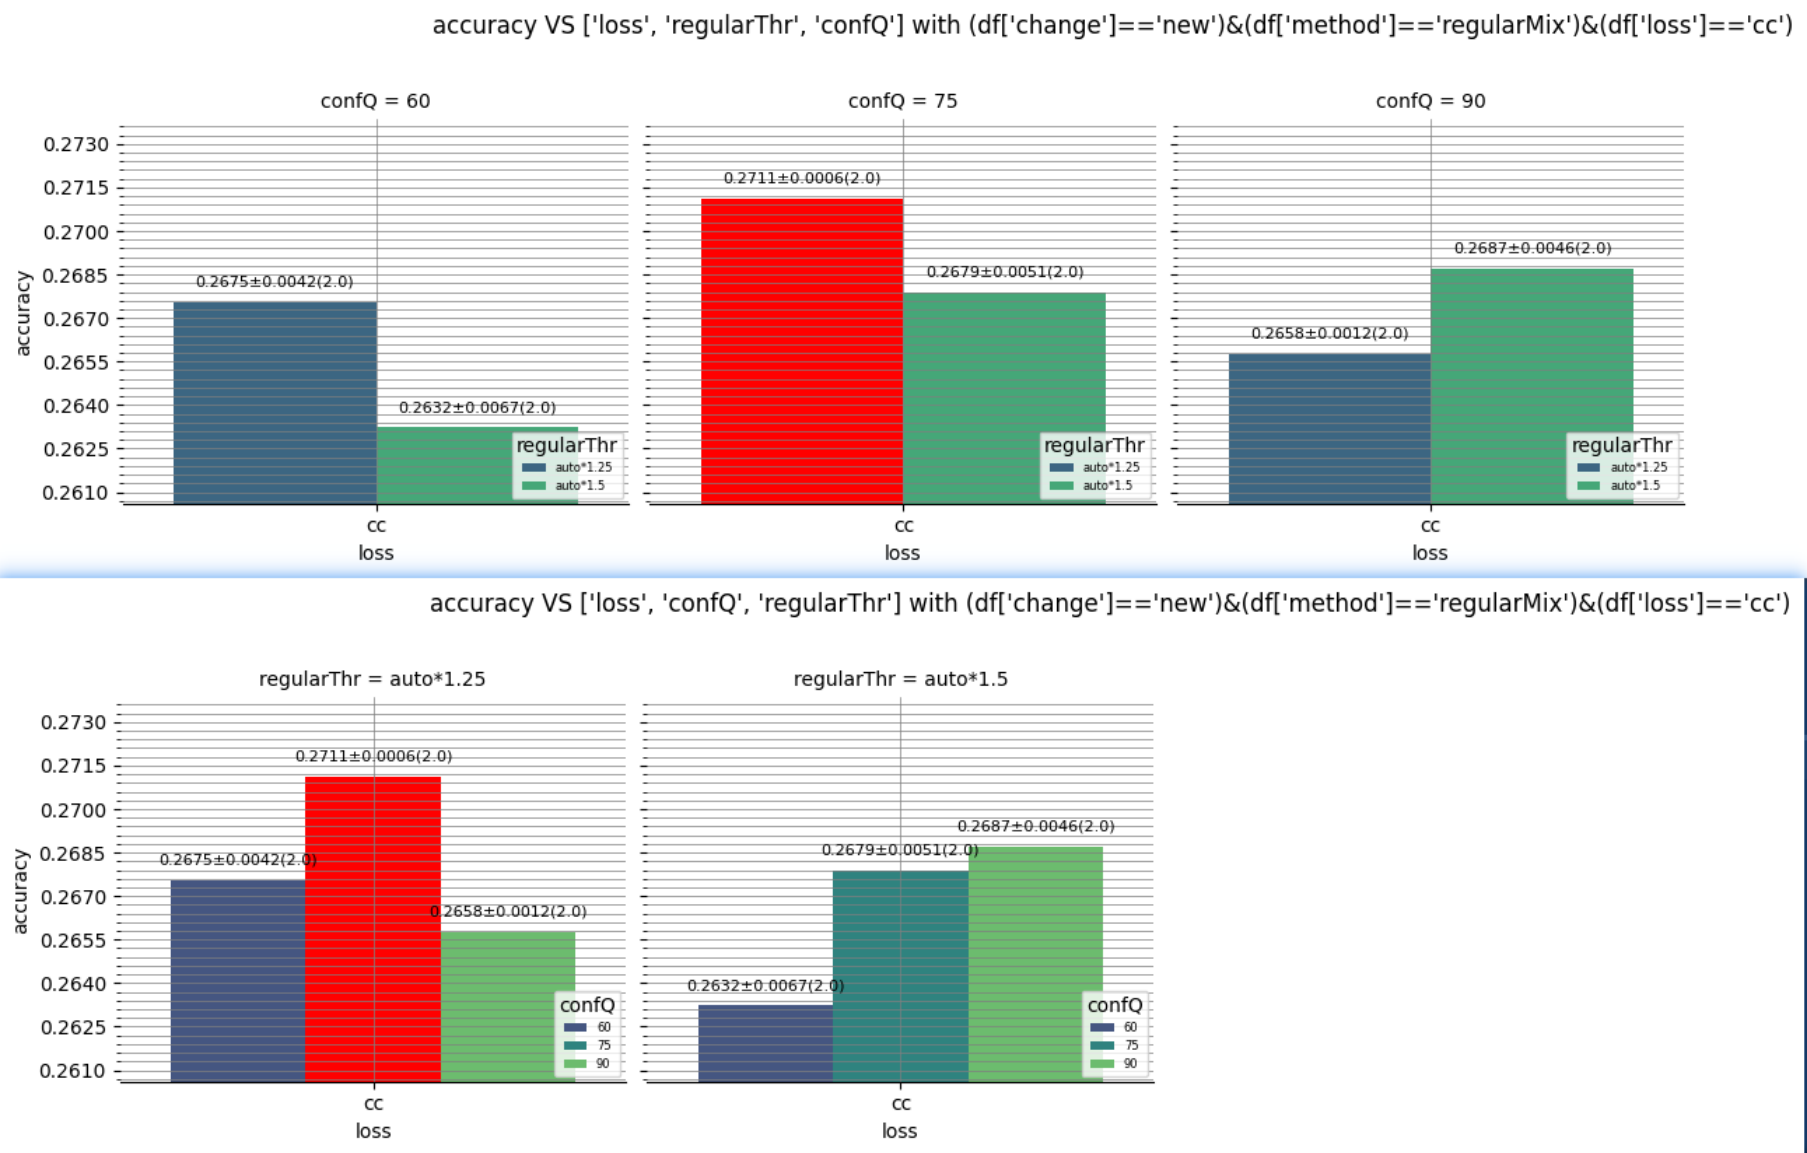 accuracy VS ['loss', 'regularThr', 'confQ'] with (df['change']=='new')&(df['method']=='regularMix')&(df['loss']=='cc')
confQ = 60
confQ = 75
confQ = 90
accuracy
0.2730
0.2715
0.2700
0.2685
0.2670
0.2655
0.2640
0.2625
0.2610
0.2675±0.0042(2.0)
0.2632±0.0067(2.0)
regularThr
auto*1.25
auto*1.5
cc
loss
0.2711±0.0006(2.0)
0.2679±0.0051(2.0)
regularThr
auto*1.25
auto*1.5
cc
loss
0.2658±0.0012(2.0)
0.2687±0.0046(2.0)
regularThr
auto*1.25
auto*1.5
cc
loss
accuracy VS ['loss', 'confQ', 'regularThr'] with (df['change']=='new')&(df['method']=='regularMix')&(df['loss']=='cc')
regularThr = auto*1.25
regularThr = auto*1.5
accuracy
0.2730
0.2715
0.2700
0.2685
0.2670
0.2655
0.2640
0.2625
0.2610
0.2675±0.0042(2.0)
0.2711±0.0006(2.0)
0.2658±0.0012(2.0)
confQ
60
75
90
cc
loss
0.2632±0.0067(2.0)
0.2679±0.0051(2.0)
0.2687±0.0046(2.0)
confQ
60
75
90
cc
loss